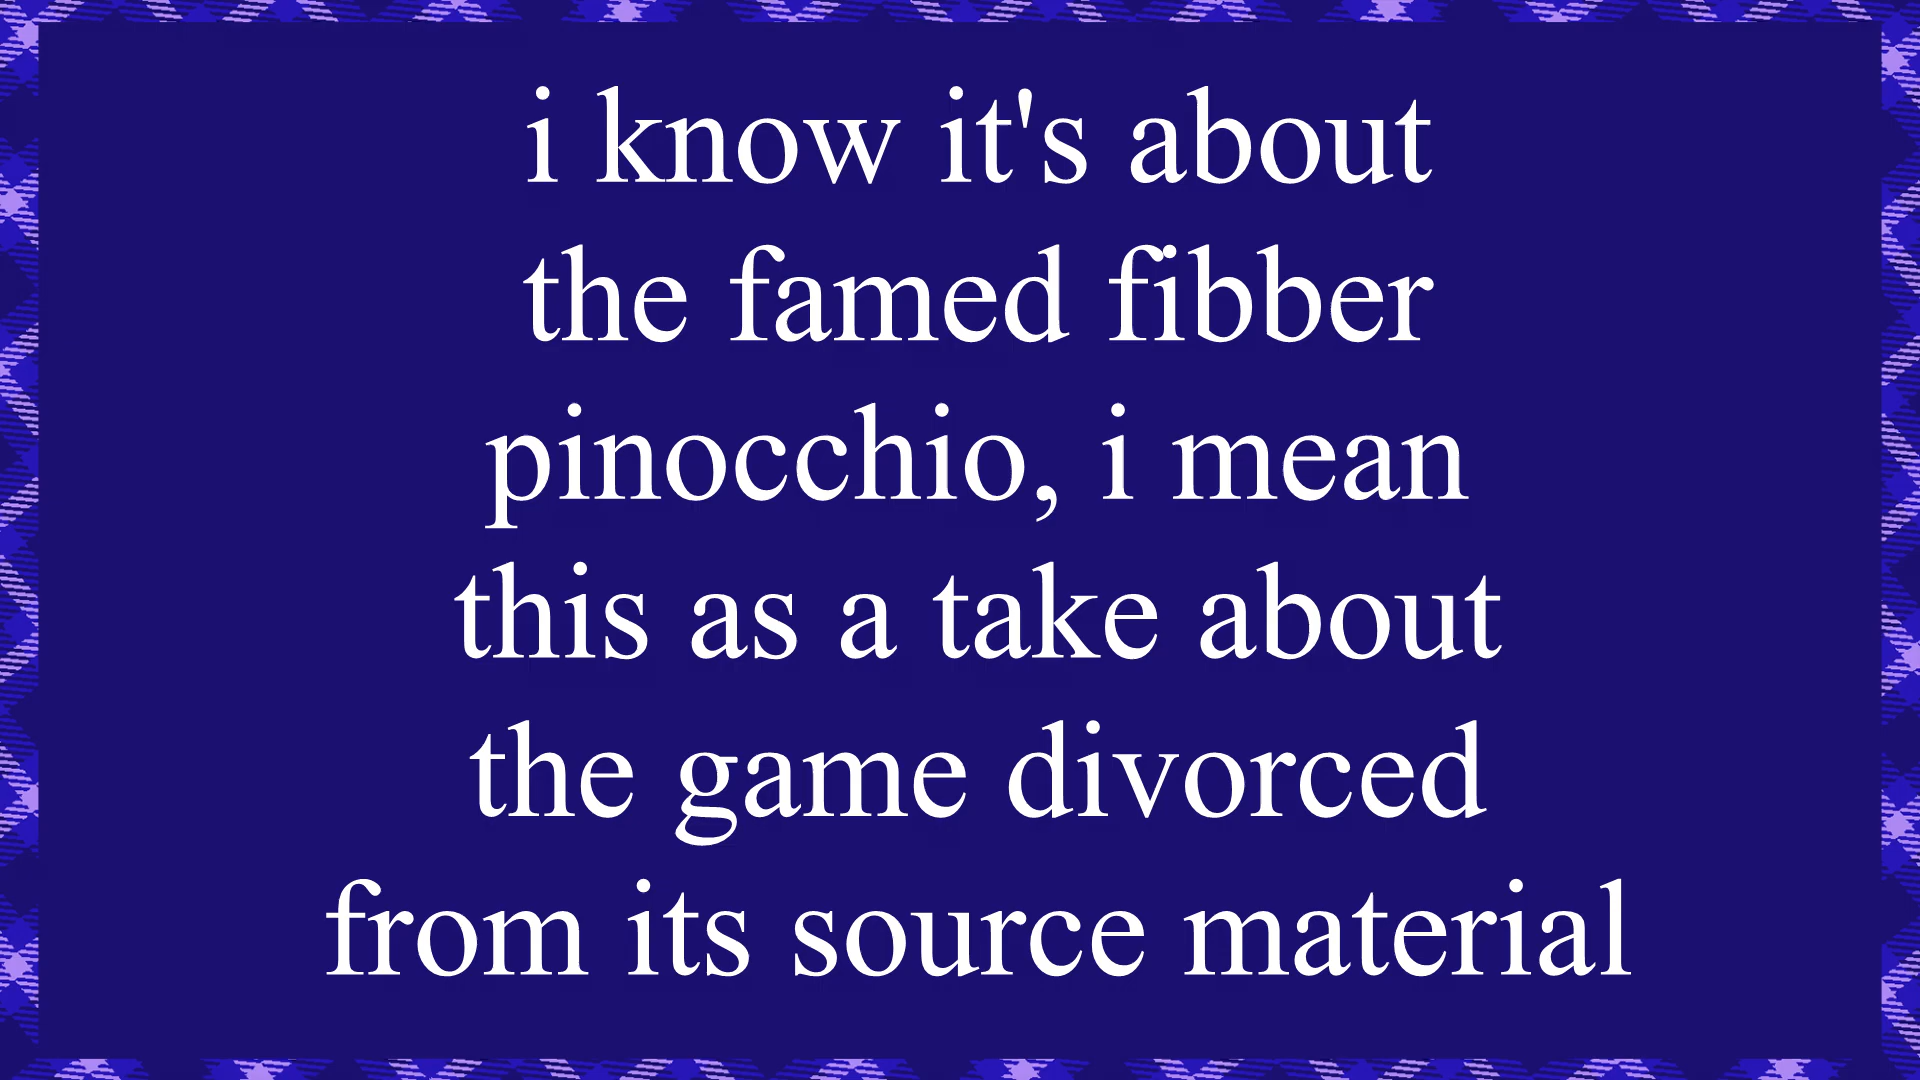 i know it's about
the famed fibber
pinocchio, i mean
this as a take about
the game divorced
from its source material